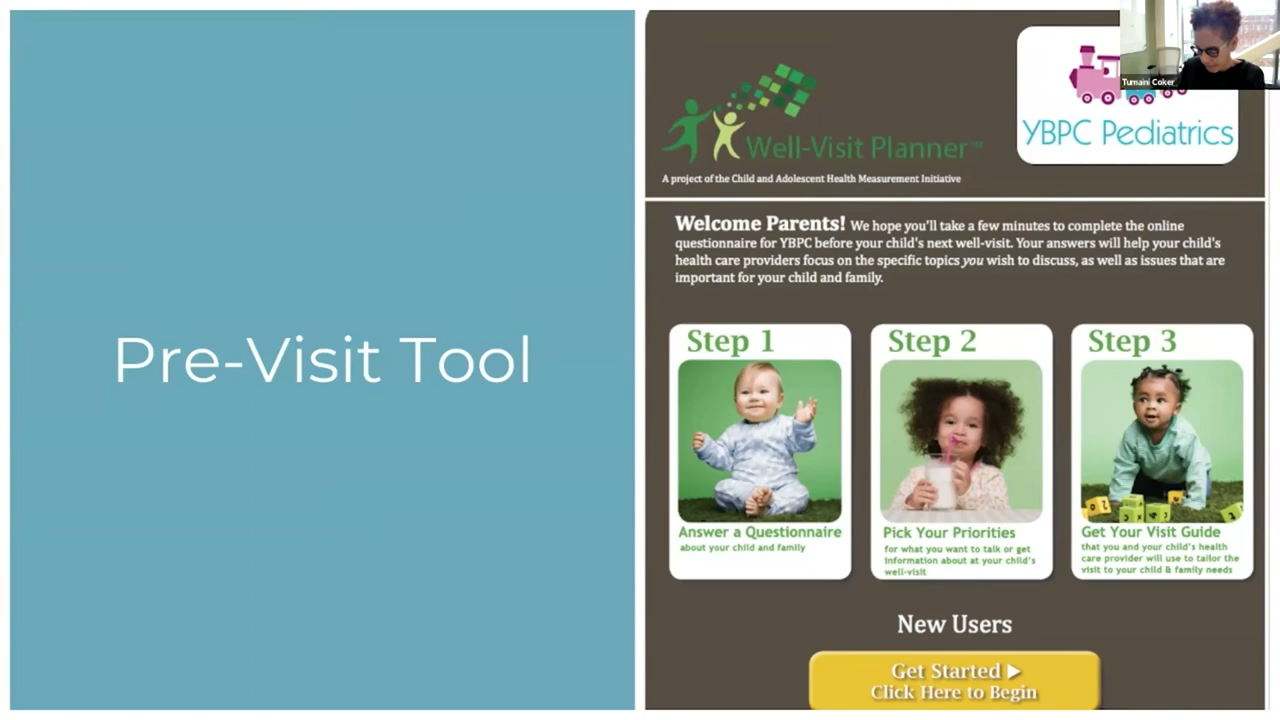 Pre-Visit Tool
Well-Visit Planner
A project of the Child and Adolescent Health Measurement Initiative
Tumaini Coker
YBPC Pediatrics
Welcome Parents! We hope you'll take a few minutes to complete the online
questionnaire for YBPC before your child's next well-visit. Your answers will help your child's
health care providers focus on the specific topics you wish to discuss, as well as issues that are
important for your child and family.
Step 1
Answer a Questionnaire
about your child and family
Step 2
Pick Your Priorities
for what you want to talk or get
information about at your child's
well-visit
Step 3
Get Your Visit Guide
that you and your child's health
care provider will use to tailor the
visit to your child & family needs
New Users
Get Started ▶
Click Here to Begin